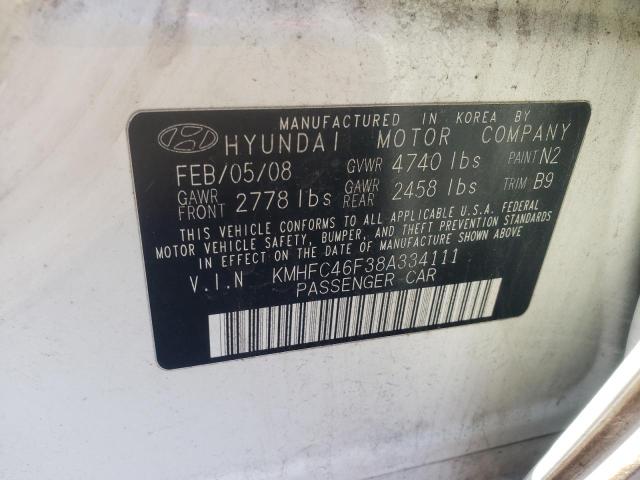 MANUFACTURED IN KOREA BY
HYUNDAI MOTOR COMPANY
FEB/05/08 GVWR 4740 lbs PAINT N2
GAWR FRONT 2778 lbs GAWR REAR 2458 lbs TRIM B9
THIS VEHICLE CONFORMS TO ALL APPLICABLE U.S.A. FEDERAL
MOTOR VEHICLE SAFETY, BUMPER, AND THEFT PREVENTION STANDARDS
IN EFFECT ON THE DATE OF MANUFACTURE SHOWN ABOVE.
V.I.N KMHFC46F38A334111
PASSENGER CAR